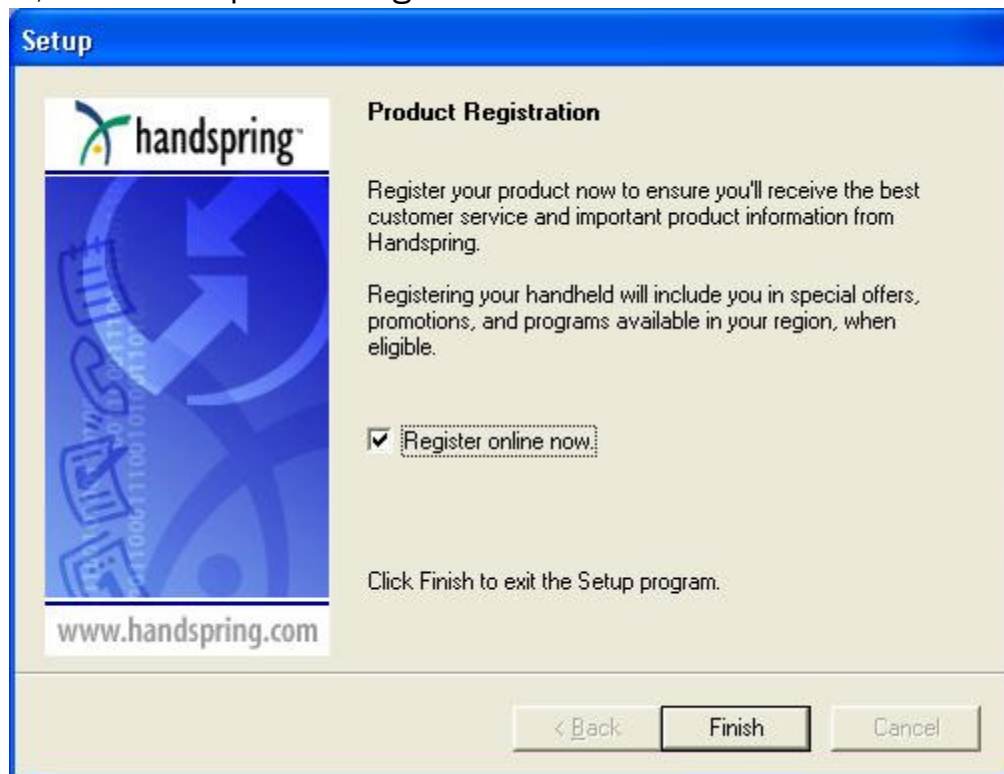 Setup
handspring™
Product Registration
Register your product now to ensure you'll receive the best
customer service and important product information from
Handspring.
Registering your handheld will include you in special offers,
promotions, and programs available in your region, when
eligible.
Register online now.
Click Finish to exit the Setup program.
www.handspring.com
< Back
Finish
Cancel